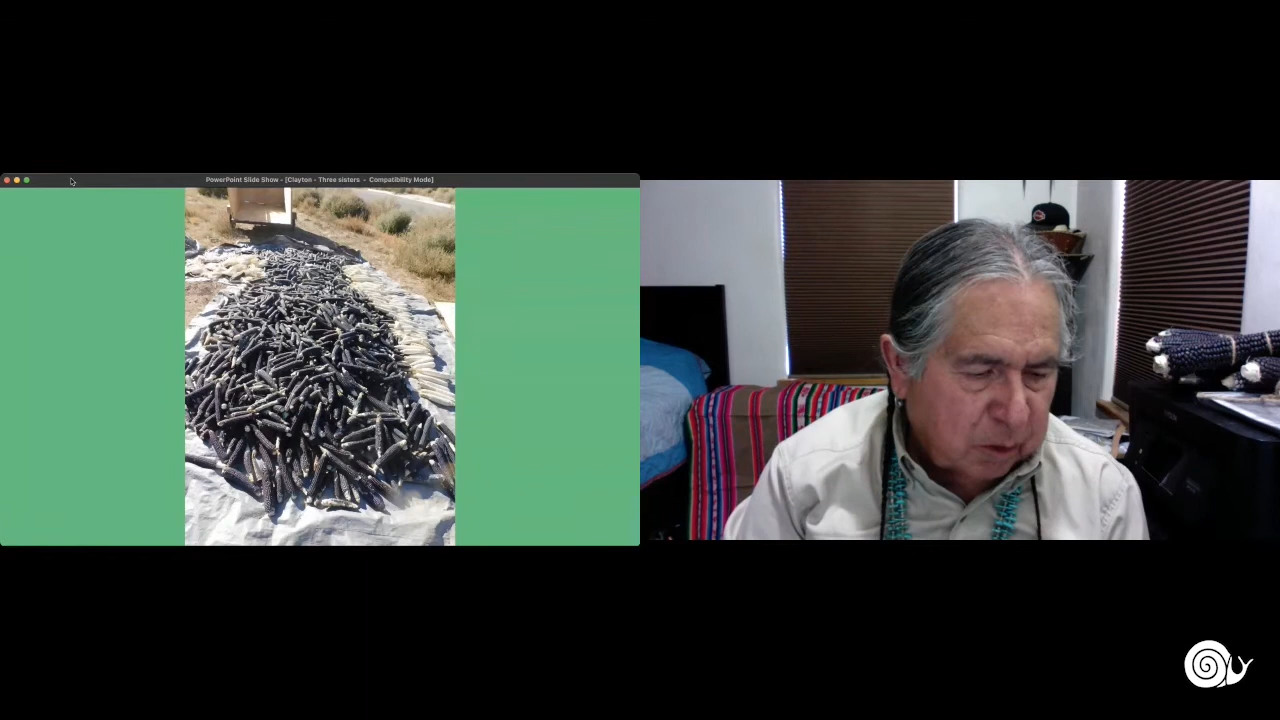 PowerPoint Slide Show - [Clayton - Three sisters - Compatibility Mode]